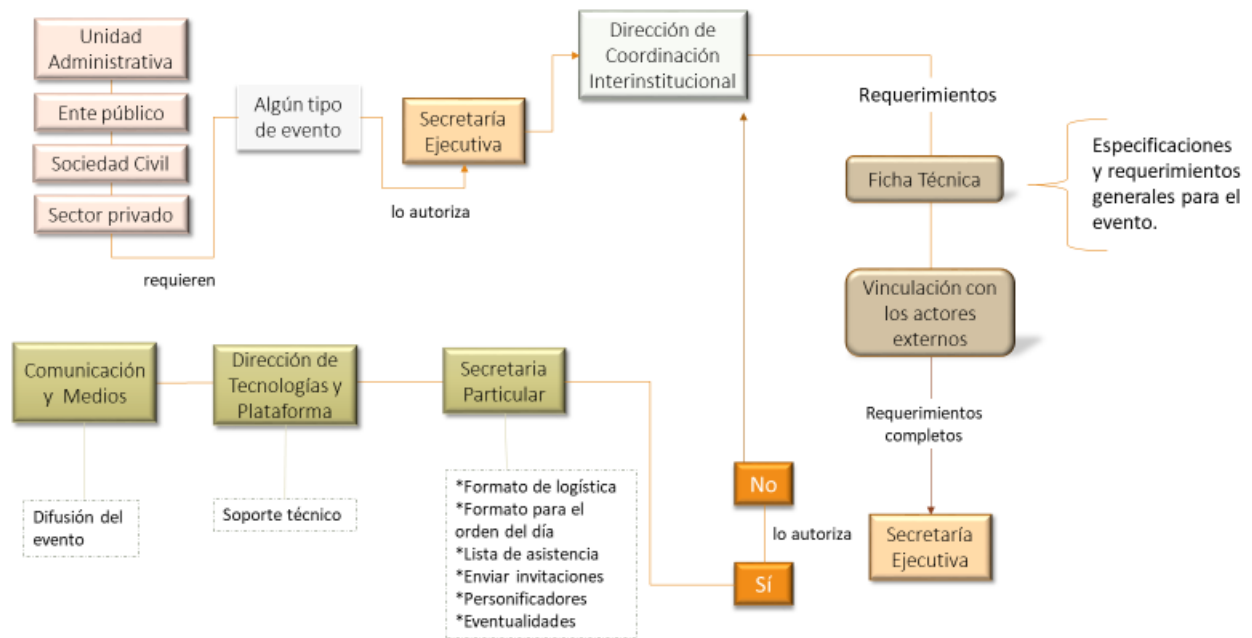 Unidad
Administrativa
Ente público
Sociedad Civil
Sector privado
requieren
Algún tipo
de evento
lo autoriza
Secretaría
Ejecutiva
Dirección de
Coordinación
Interinstitucional
Requerimientos
Ficha Técnica
Especificaciones
y requerimientos
generales para el
evento.
Vinculación con
los actores
externos
Requerimientos
completos
Secretaría
Ejecutiva
lo autoriza
No
Sí
Secretaria
Particular
*Formato de logística
*Formato para el
orden del día
*Lista de asistencia
*Enviar invitaciones
*Personificadores
*Eventualidades
Dirección de
Tecnologías y
Plataforma
Soporte técnico
Comunicación
y Medios
Difusión del
evento